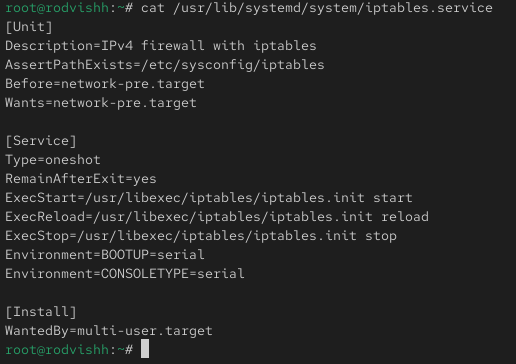 root@rodvishh:~# cat /usr/lib/systemd/system/iptables.service
[Unit]
Description=IPv4 firewall with iptables
AssertPathExists=/etc/sysconfig/iptables
Before=network-pre.target
Wants=network-pre.target

[Service]
Type=oneshot
RemainAfterExit=yes
ExecStart=/usr/libexec/iptables/iptables.init start
ExecReload=/usr/libexec/iptables/iptables.init reload
ExecStop=/usr/libexec/iptables/iptables.init stop
Environment=BOOTUP=serial
Environment=CONSOLETYPE=serial

[Install]
WantedBy=multi-user.target
root@rodvishh:~#